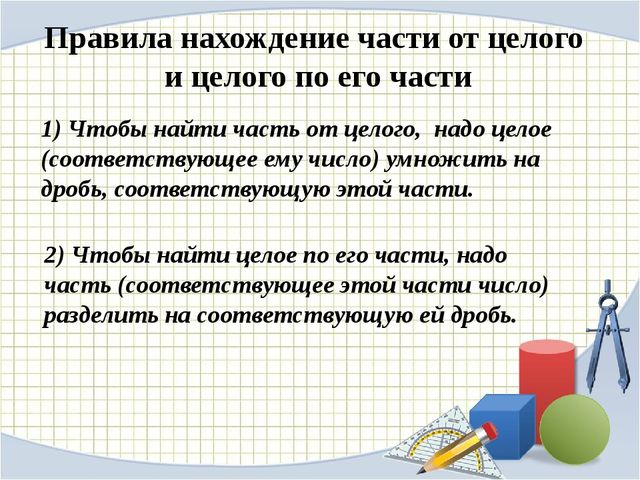 Правила нахождение части от целого
и целого по его части
1) Чтобы найти часть от целого, надо целое
(соответствующее ему число) умножить на
дробь, соответствующую этой части.
2) Чтобы найти целое по его части, надо
часть (соответствующее этой части число)
разделить на соответствующую ей дробь.